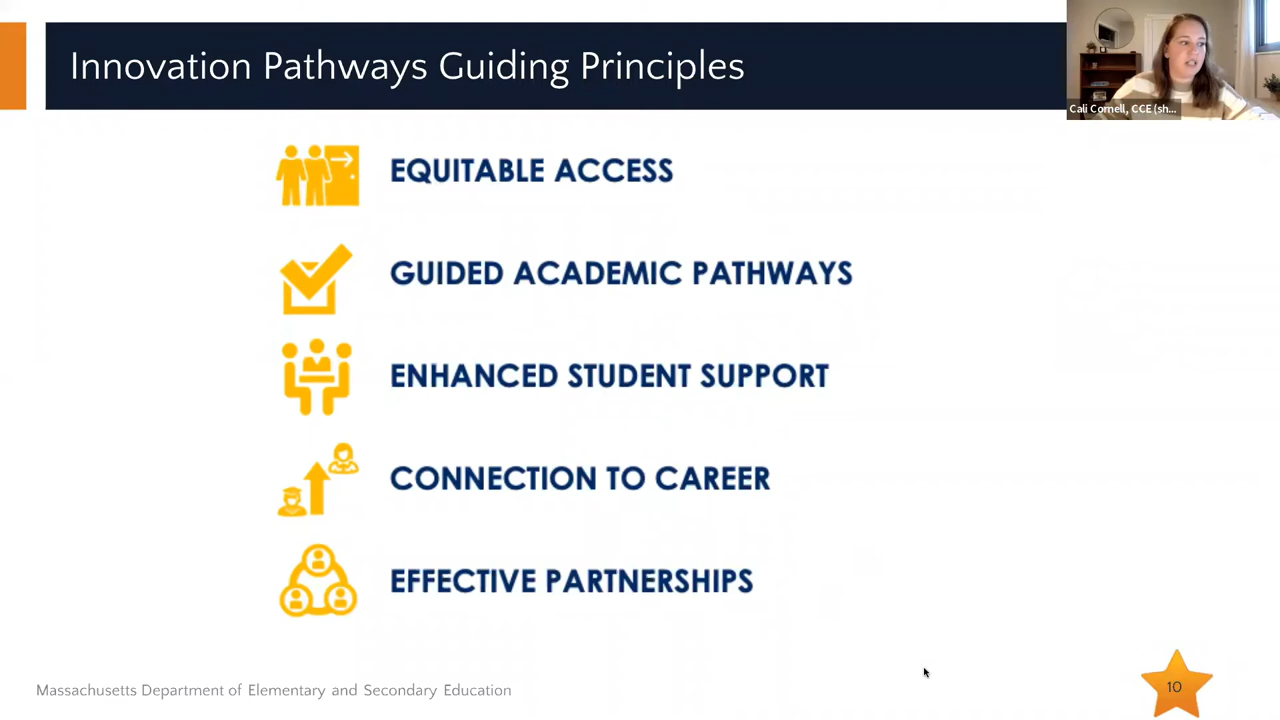 Innovation Pathways Guiding Principles
Cali Cornell, CCE (sh...
EQUITABLE ACCESS
GUIDED ACADEMIC PATHWAYS
ENHANCED STUDENT SUPPORT
CONNECTION TO CAREER
EFFECTIVE PARTNERSHIPS
Massachusetts Department of Elementary and Secondary Education
10